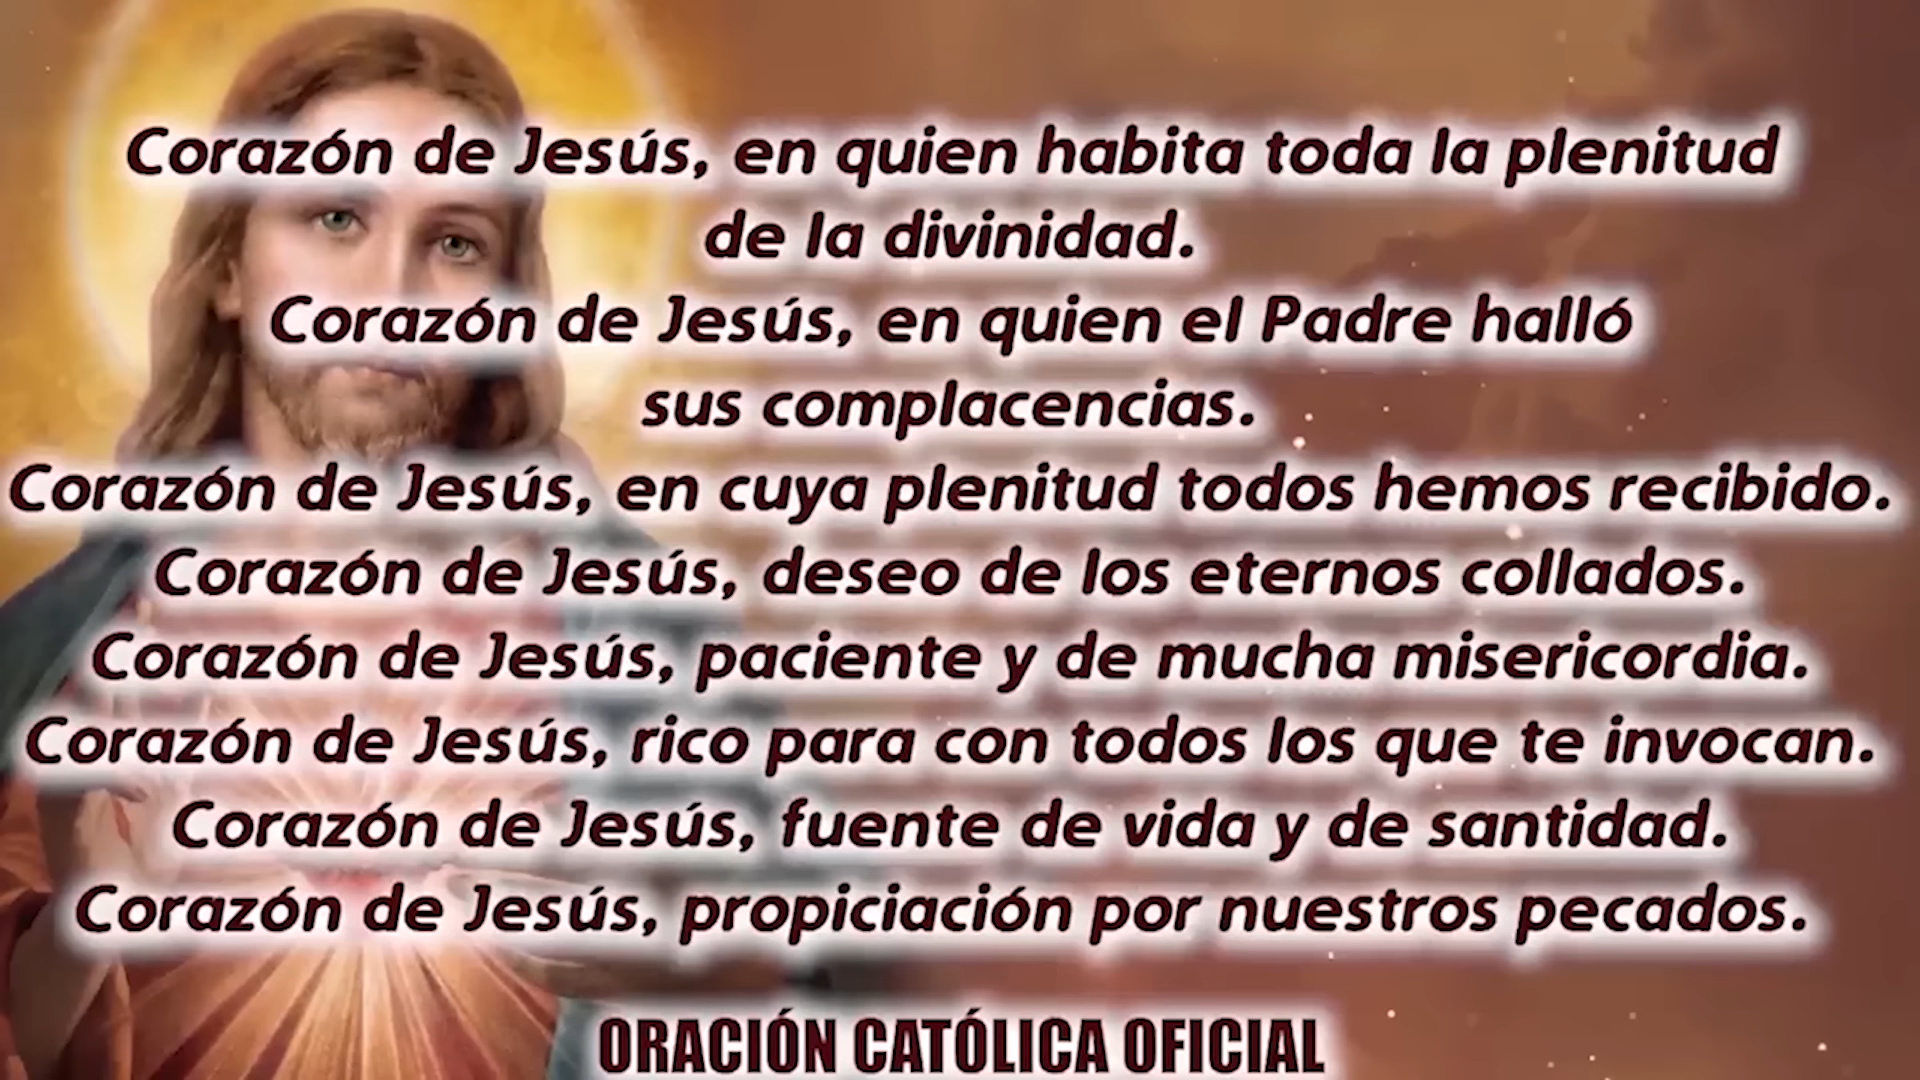 Corazón de Jesús, en quien habita toda la plenitud
de la divinidad.
Corazón de Jesús, en quien el Padre halló
sus complacencias.
Corazón de Jesús, en cuya plenitud todos hemos recibido.
Corazón de Jesús, deseo de los eternos collados.
Corazón de Jesús, paciente y de mucha misericordia.
Corazón de Jesús, rico para con todos los que te invocan.
Corazón de Jesús, fuente de vida y de santidad.
Corazón de Jesús, propiciación por nuestros pecados.
ORACIÓN CATÓLICA OFICIAL